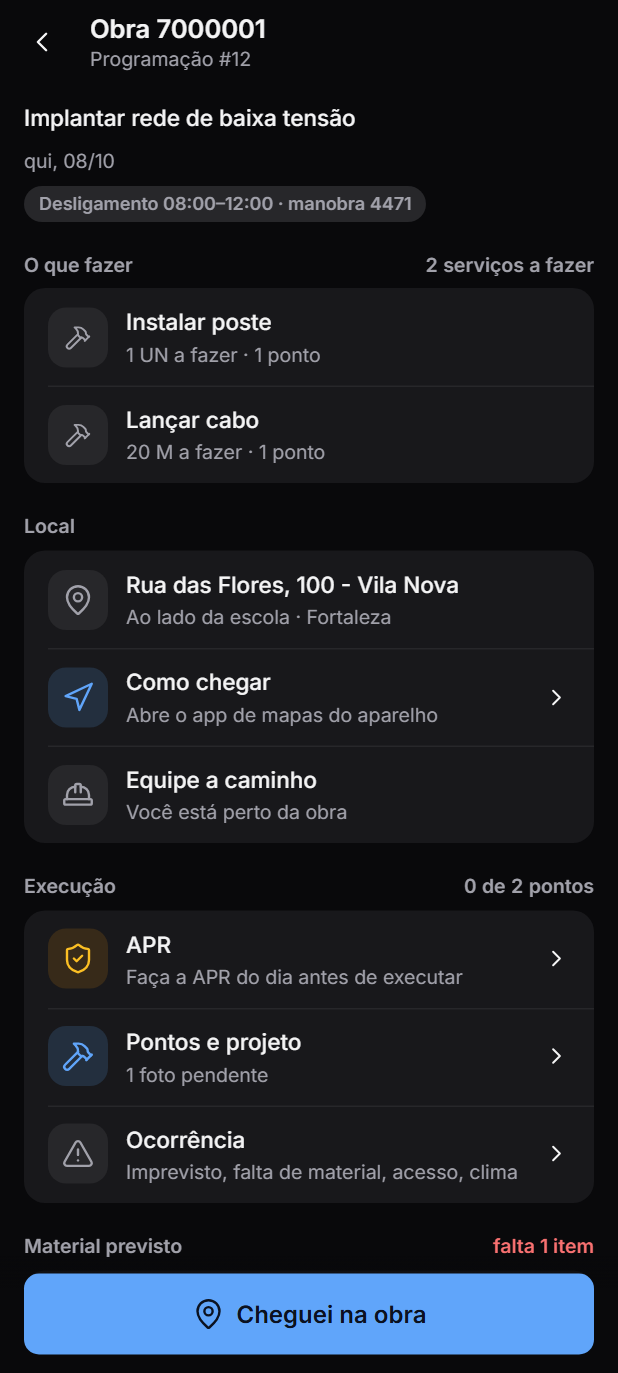 Obra 7000001
Programação #12
Implantar rede de baixa tensão
qui, 08/10
Desligamento 08:00–12:00 · manobra 4471
O que fazer
2 serviços a fazer
Instalar poste
1 UN a fazer · 1 ponto
Lançar cabo
20 M a fazer · 1 ponto
Local
Rua das Flores, 100 - Vila Nova
Ao lado da escola · Fortaleza
Como chegar
Abre o app de mapas do aparelho
Equipe a caminho
Você está perto da obra
Execução
0 de 2 pontos
APR
Faça a APR do dia antes de executar
Pontos e projeto
1 foto pendente
Ocorrência
Imprevisto, falta de material, acesso, clima
Material previsto
falta 1 item
Cheguei na obra